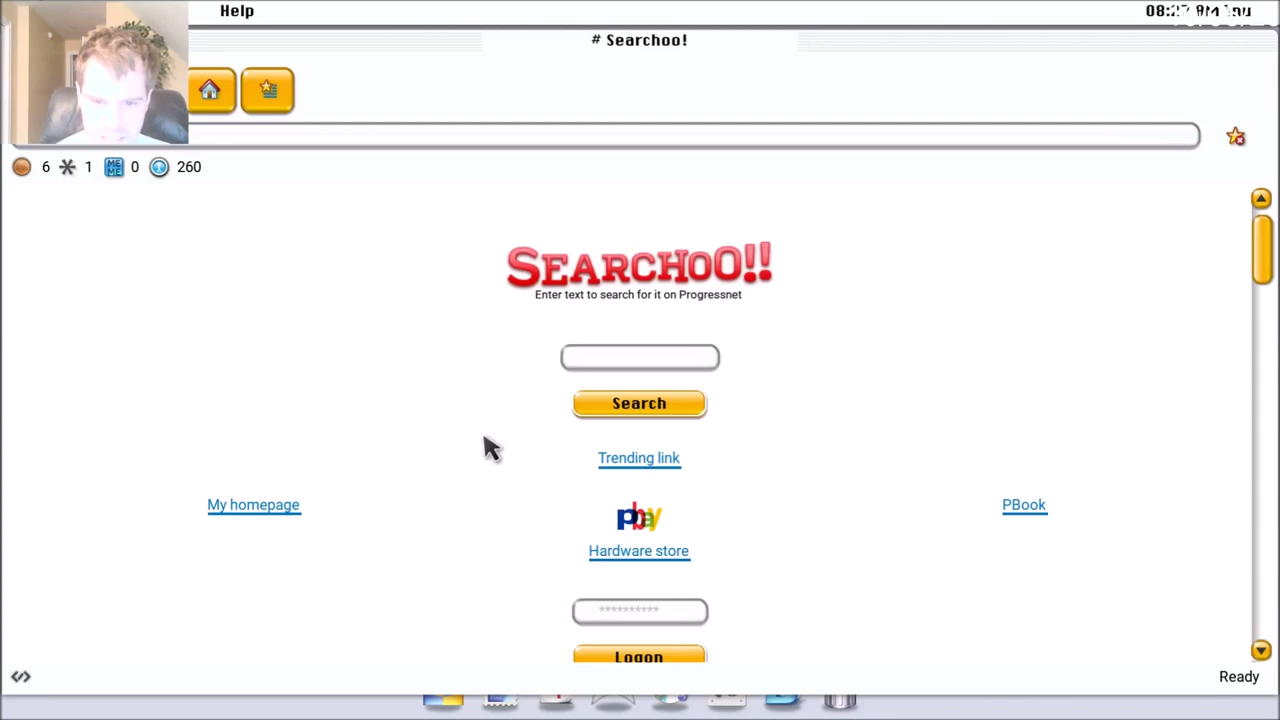 Help
# Searchoo!
6 1 0 260
SEARCHOO!!
Enter text to search for it on Progressnet
Search
Trending link
My homepage
pbay
PBook
Hardware store
**********
Logon
Ready